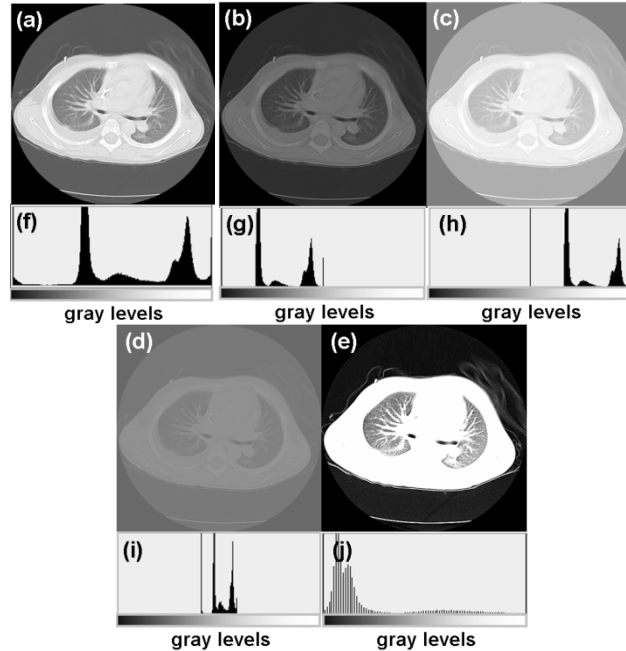 (a) (b) (c)
(f) (g) (h)
gray levels gray levels gray levels
(d) (e)
(i) (j)
gray levels gray levels